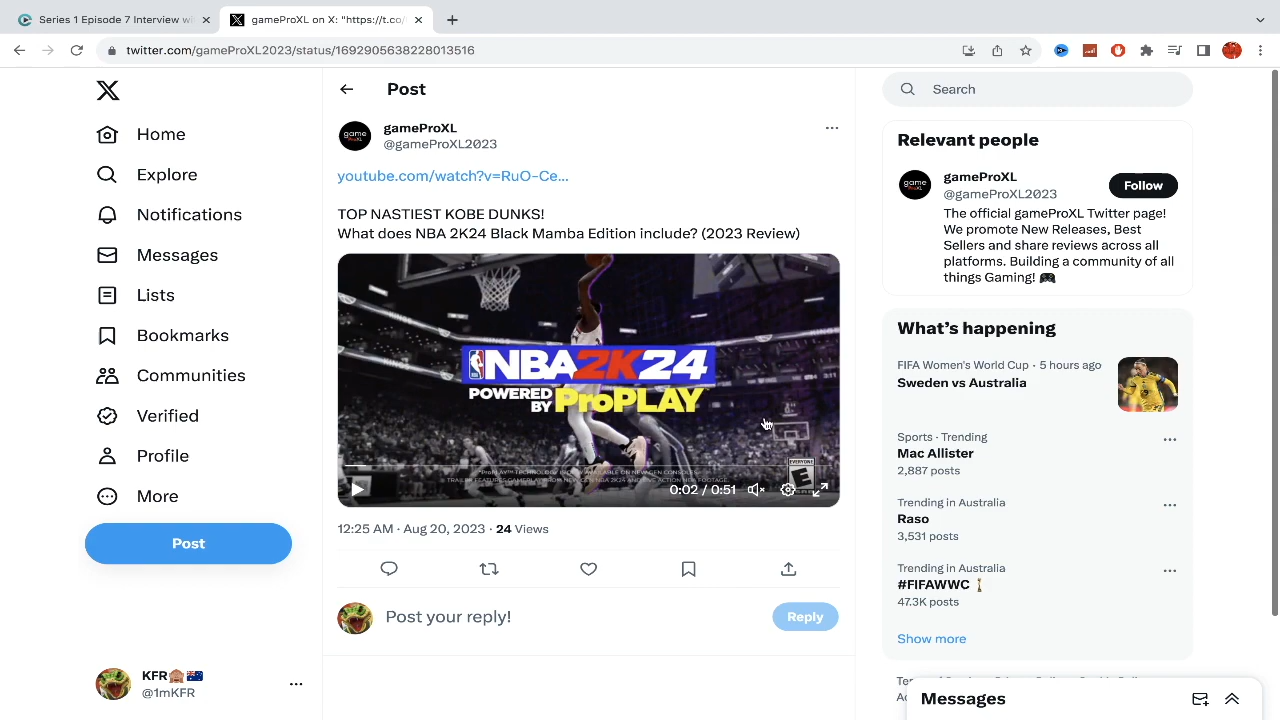 Series 1 Episode 7 Interview wi
gameProXL on X: "https://t.co/
twitter.com/gameProXL2023/status/1692905638228013516
Home
Explore
Notifications
Messages
Lists
Bookmarks
Communities
Verified
Profile
More
Post
KFR
@1mKFR
Post
gameProXL
@gameProXL2023
youtube.com/watch?v=RuO-Ce...
TOP NASTIEST KOBE DUNKS!
What does NBA 2K24 Black Mamba Edition include? (2023 Review)
KINGS
NBA2K24
POWERED
BY ProPLAY
EVERYONE
0:02 / 0:51
12:25 AM · Aug 20, 2023 · 24 Views
Post your reply!
Reply
Search
Relevant people
gameProXL
@gameProXL2023
Follow
The official gameProXL Twitter page!
We promote New Releases, Best
Sellers and share reviews across all
platforms. Building a community of all
things Gaming!
What's happening
FIFA Women's World Cup · 5 hours ago
Sweden vs Australia
Sports · Trending
Mac Allister
2,887 posts
Trending in Australia
Raso
3,531 posts
Trending in Australia
#FIFAWWC
47.3K posts
Show more
Messages